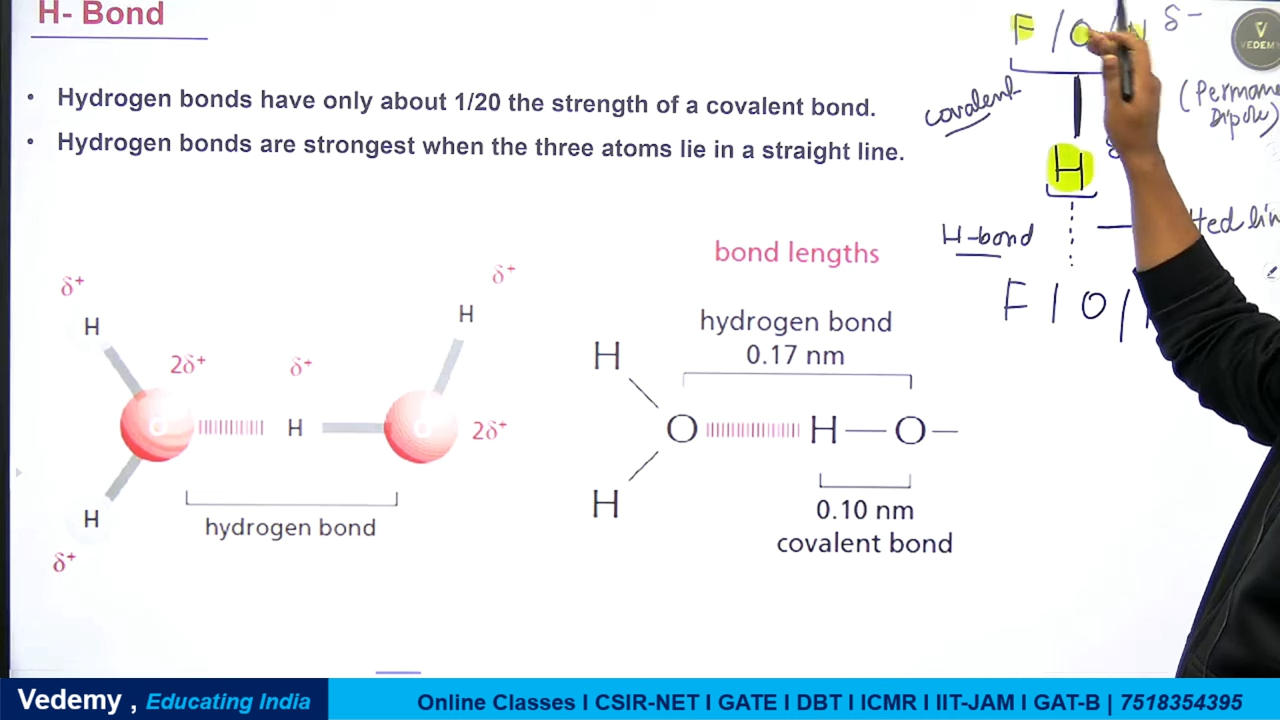 H- Bond
• Hydrogen bonds have only about 1/20 the strength of a covalent bond.
• Hydrogen bonds are strongest when the three atoms lie in a straight line.
F / O / N δ-
VEDEMY
covalent
(Permane
Dipole)
H
H-bond
tted lin
F / O /
δ+
H
2δ+
δ+
H
δ+
H
2δ+
H
δ+
hydrogen bond
bond lengths
hydrogen bond
0.17 nm
H
O H — O —
H
0.10 nm
covalent bond
Vedemy , Educating India
Online Classes I CSIR-NET I GATE I DBT I ICMR I IIT-JAM I GAT-B | 7518354395